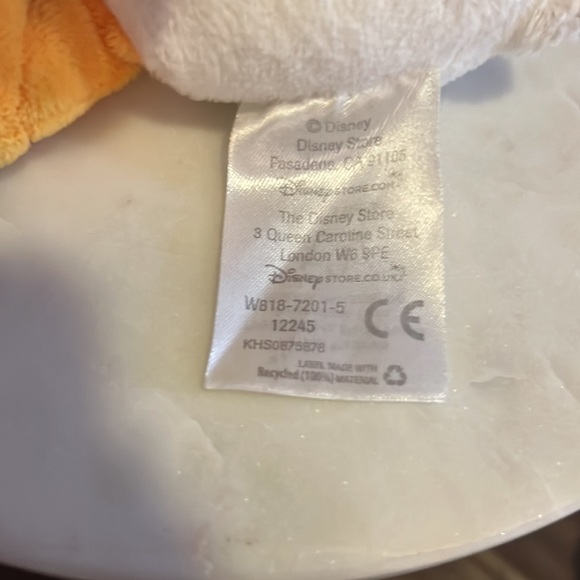 © Disney
Disney Store
Pasadena, CA 91105
DISNEYSTORE.COM
The Disney Store
3 Queen Caroline Street
London W6 9PE
DISNEYSTORE.CO.UK
W818-7201-5
12245
CE
KHS0875878
LABEL MADE WITH
Recycled (100%) MATERIAL